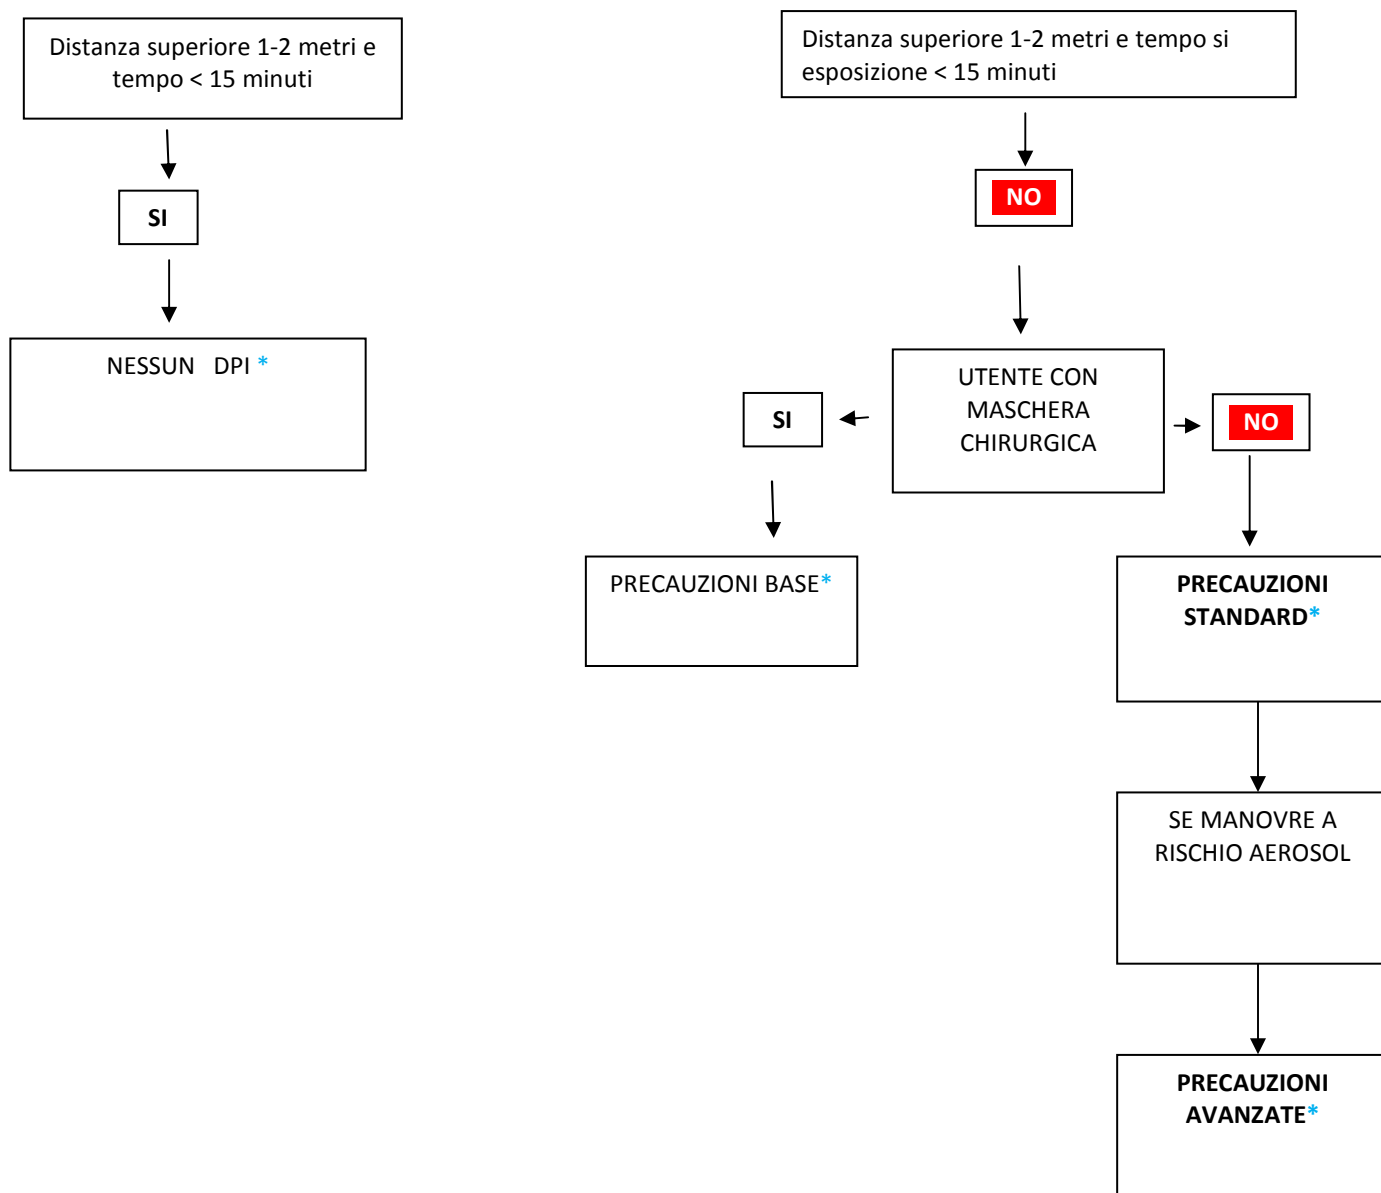 Distanza superiore 1-2 metri e
tempo < 15 minuti
SI
NESSUN DPI *
Distanza superiore 1-2 metri e tempo si
esposizione < 15 minuti
NO
UTENTE CON
MASCHERA
CHIRURGICA
SI
NO
PRECAUZIONI BASE*
PRECAUZIONI
STANDARD*
SE MANOVRE A
RISCHIO AEROSOL
PRECAUZIONI
AVANZATE*